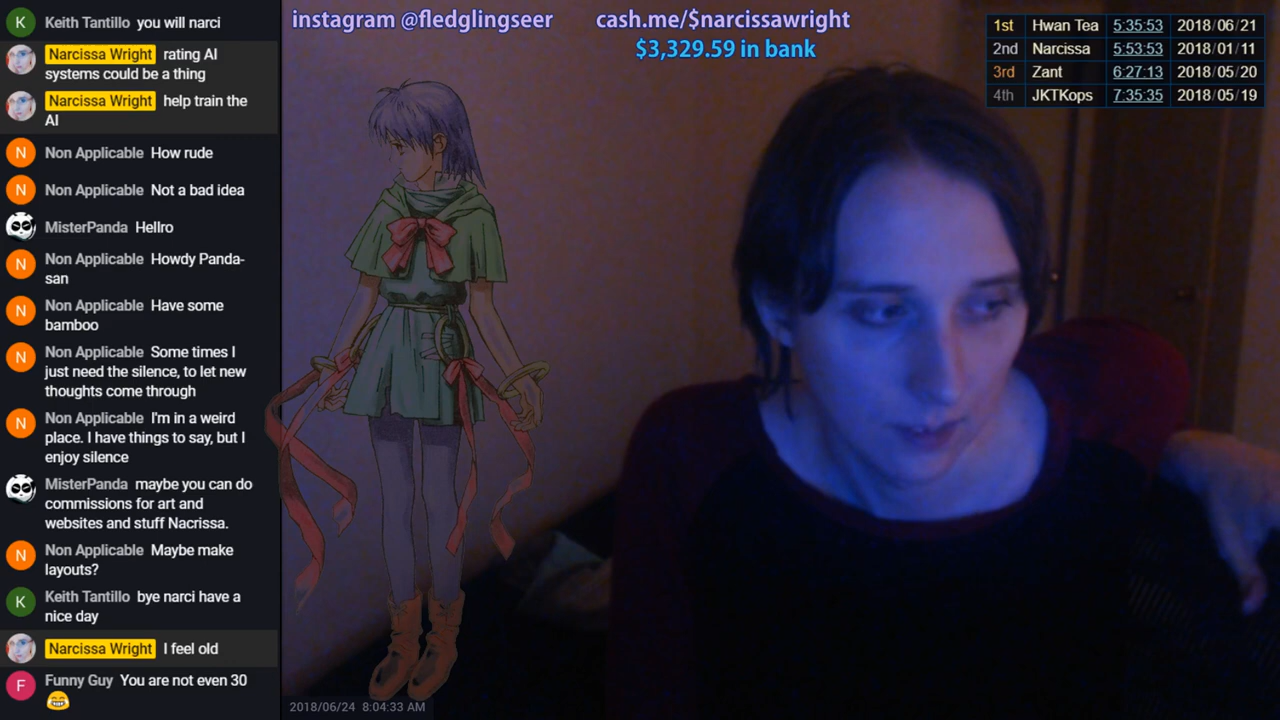 K Keith Tantillo you will narci
Narcissa Wright rating AI
systems could be a thing
Narcissa Wright help train the
AI
N Non Applicable How rude
N Non Applicable Not a bad idea
MisterPanda Hellro
N Non Applicable Howdy Panda-
san
N Non Applicable Have some
bamboo
N Non Applicable Some times I
just need the silence, to let new
thoughts come through
N Non Applicable I'm in a weird
place. I have things to say, but I
enjoy silence
MisterPanda maybe you can do
commissions for art and
websites and stuff Nacrissa.
N Non Applicable Maybe make
layouts?
K Keith Tantillo bye narci have a
nice day
Narcissa Wright I feel old
F Funny Guy You are not even 30
😂
instagram @fledglingseer cash.me/$narcissawright
$3,329.59 in bank
1st Hwan Tea 5:35:53 2018/06/21
2nd Narcissa 5:53:53 2018/01/11
3rd Zant 6:27:13 2018/05/20
4th JKTKops 7:35:35 2018/05/19
2018/06/24 8:04:33 AM